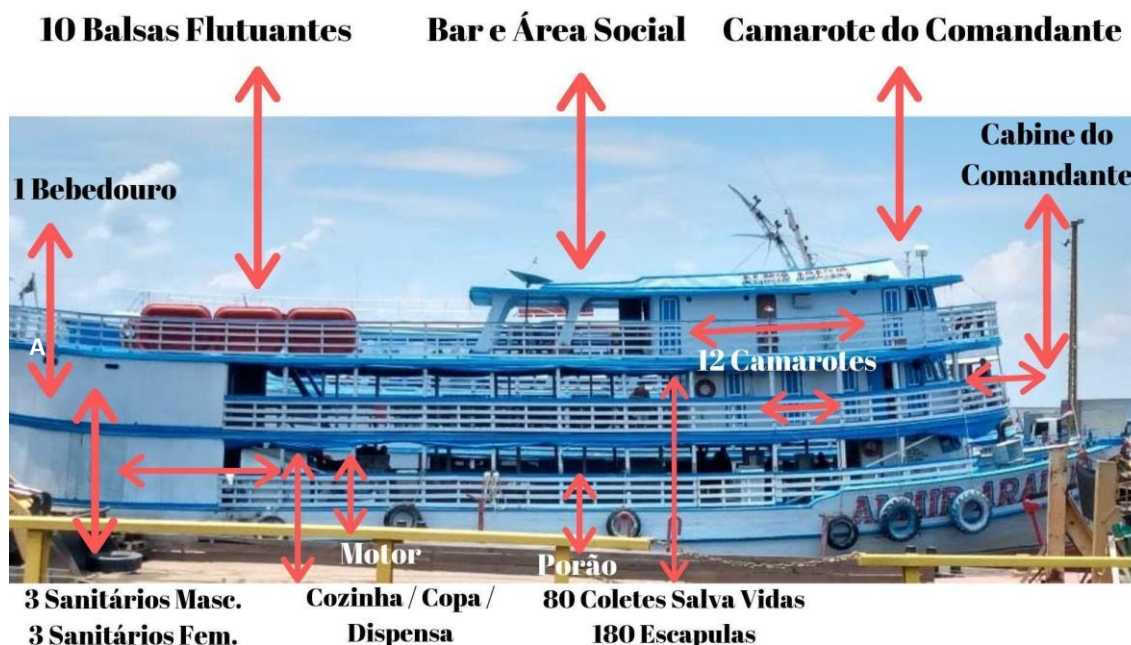 10 Balsas Flutuantes
Bar e Área Social
Camarote do Comandante
Cabine do
Comandante
1 Bebedouro
A
12 Camarotes
Motor
Porão
3 Sanitários Masc.
3 Sanitários Fem.
Cozinha / Copa /
Dispensa
80 Coletes Salva Vidas
180 Escapulas